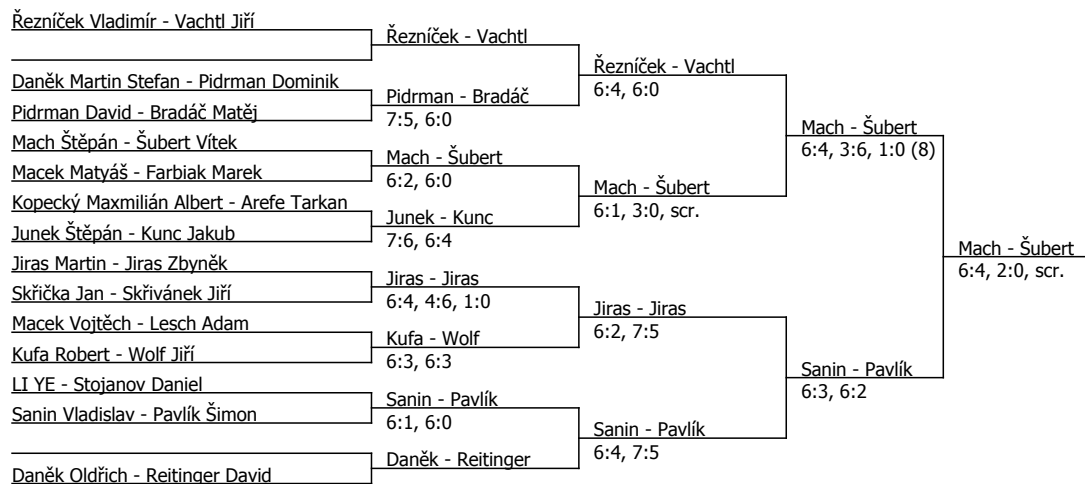 Řezníček Vladimír - Vachtl Jiří
Řezníček - Vachtl
Řezníček - Vachtl
6:4, 6:0
Daněk Martin Stefan - Pidrman Dominik
Pidrman - Bradáč
7:5, 6:0
Pidrman David - Bradáč Matěj
Mach - Šubert
6:4, 3:6, 1:0 (8)
Mach Štěpán - Šubert Vítek
Mach - Šubert
6:2, 6:0
Macek Matyáš - Farbiak Marek
Mach - Šubert
6:1, 3:0, scr.
Kopecký Maxmilián Albert - Arefe Tarkan
Junek - Kunc
7:6, 6:4
Junek Štěpán - Kunc Jakub
Mach - Šubert
6:4, 2:0, scr.
Jiras Martin - Jiras Zbyněk
Jiras - Jiras
6:4, 4:6, 1:0
Skřička Jan - Skřivánek Jiří
Jiras - Jiras
6:2, 7:5
Macek Vojtěch - Lesch Adam
Kufa - Wolf
6:3, 6:3
Kufa Robert - Wolf Jiří
Sanin - Pavlík
6:3, 6:2
LI YE - Stojanov Daniel
Sanin - Pavlík
6:1, 6:0
Sanin Vladislav - Pavlík Šimon
Sanin - Pavlík
6:4, 7:5
Daněk - Reitinger
Daněk Oldřich - Reitinger David